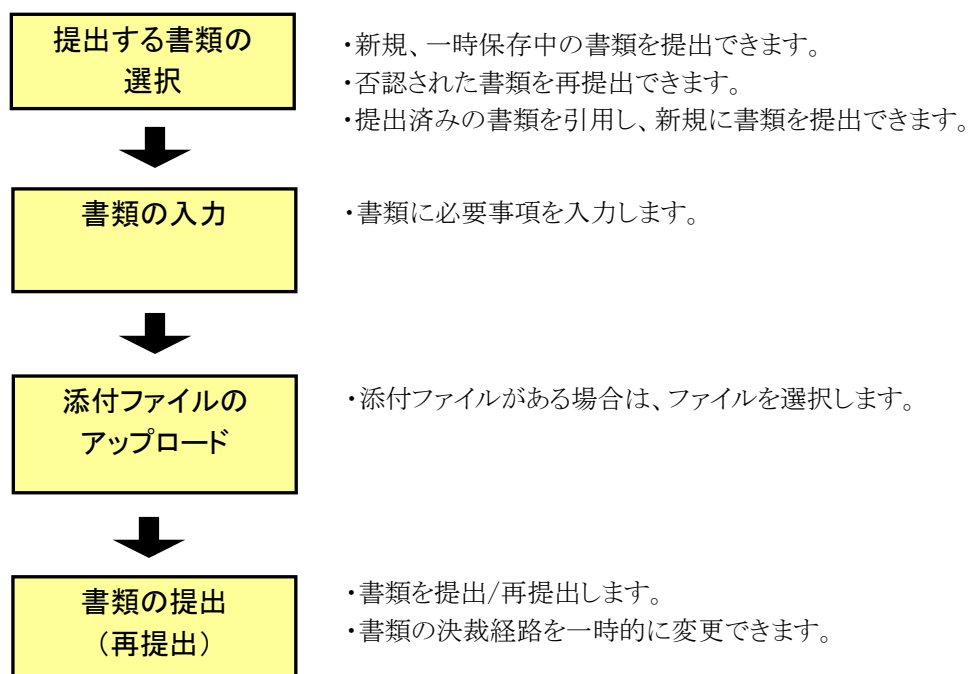 提出する書類の
選択
・新規、一時保存中の書類を提出できます。
・否認された書類を再提出できます。
・提出済みの書類を引用し、新規に書類を提出できます。
書類の入力
・書類に必要事項を入力します。
添付ファイルの
アップロード
・添付ファイルがある場合は、ファイルを選択します。
書類の提出
（再提出）
・書類を提出/再提出します。
・書類の決裁経路を一時的に変更できます。